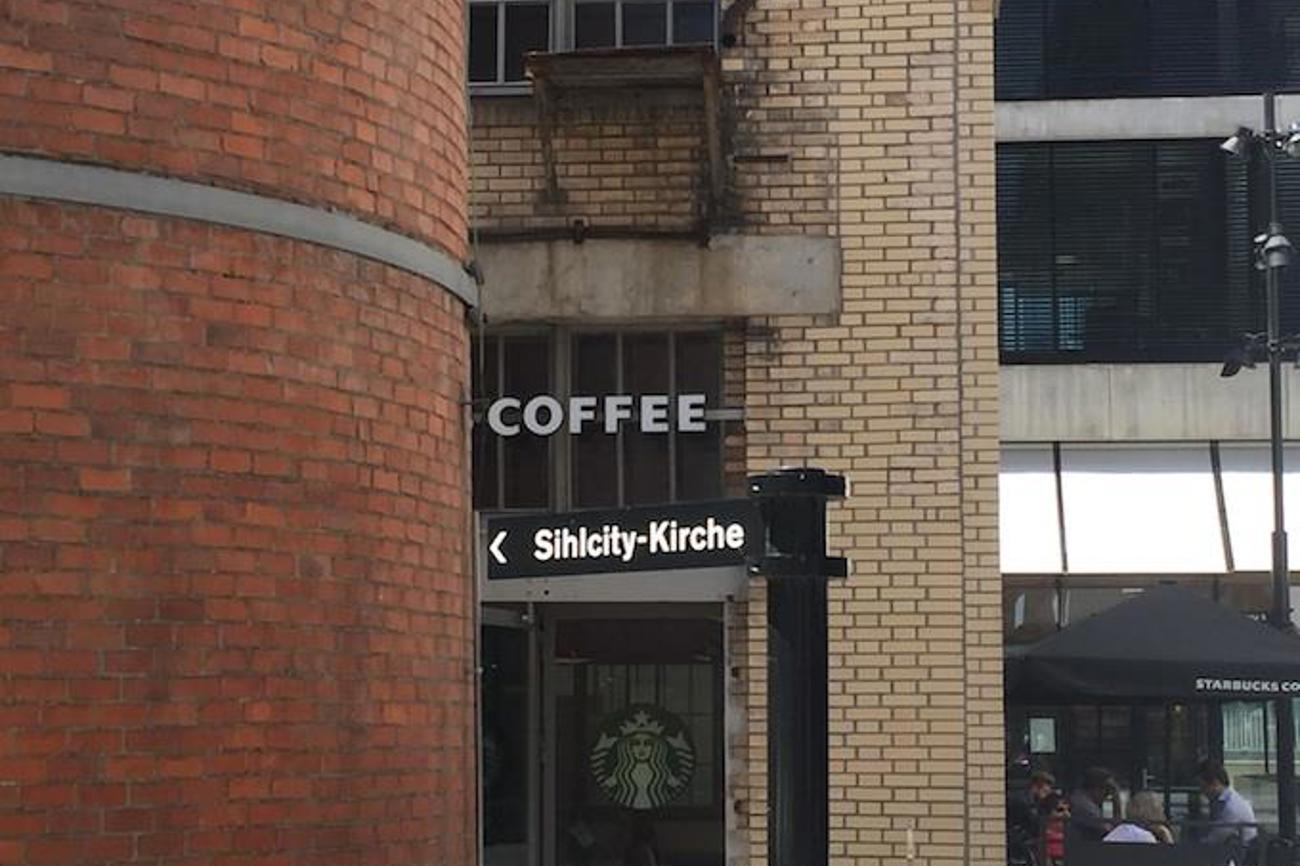 COFFEE
< Sihlcity-Kirche
STARBUCKS CO